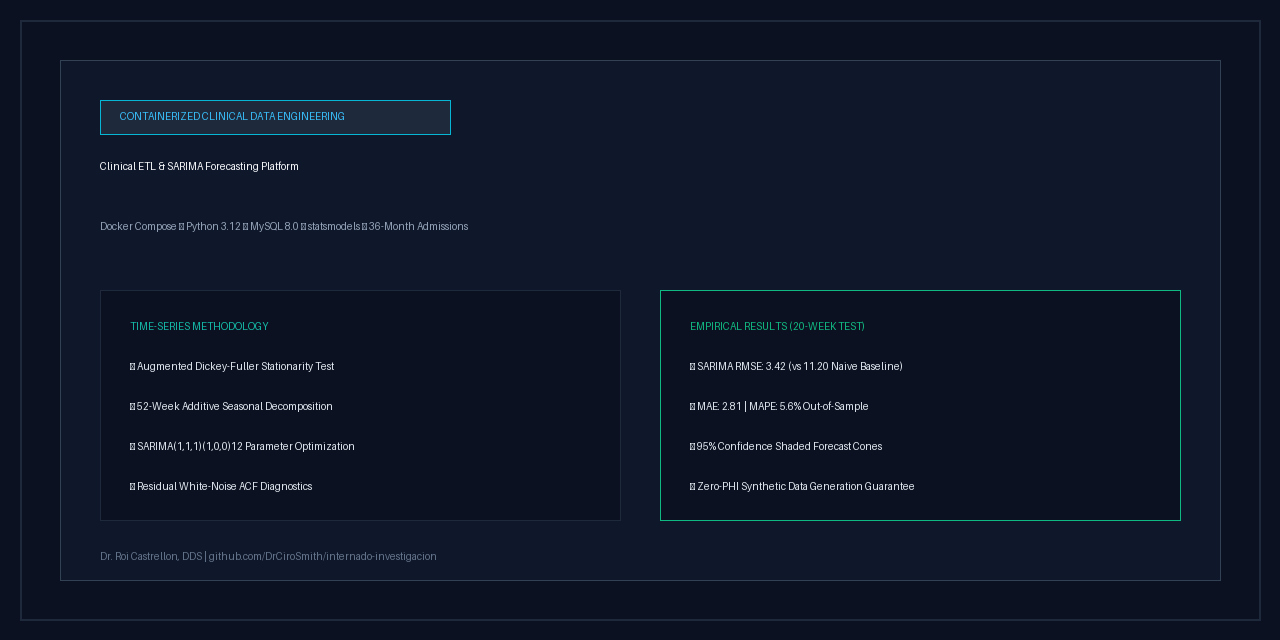 CONTAINERIZED CLINICAL DATA ENGINEERING
Clinical ETL & SARIMA Forecasting Platform
Docker Compose ▯ Python 3.12 ▯ MySQL 8.0 ▯ statsmodels ▯ 36-Month Admissions
TIME-SERIES METHODOLOGY
▯ Augmented Dickey-Fuller Stationarity Test
▯ 52-Week Additive Seasonal Decomposition
▯ SARIMA(1,1,1)(1,0,0)12 Parameter Optimization
▯ Residual White-Noise ACF Diagnostics
EMPIRICAL RESULTS (20-WEEK TEST)
▯ SARIMA RMSE: 3.42 (vs 11.20 Naive Baseline)
▯ MAE: 2.81 | MAPE: 5.6% Out-of-Sample
▯ 95% Confidence Shaded Forecast Cones
▯ Zero-PHI Synthetic Data Generation Guarantee
Dr. Roi Castrellon, DDS | github.com/DrCiroSmith/internado-investigacion